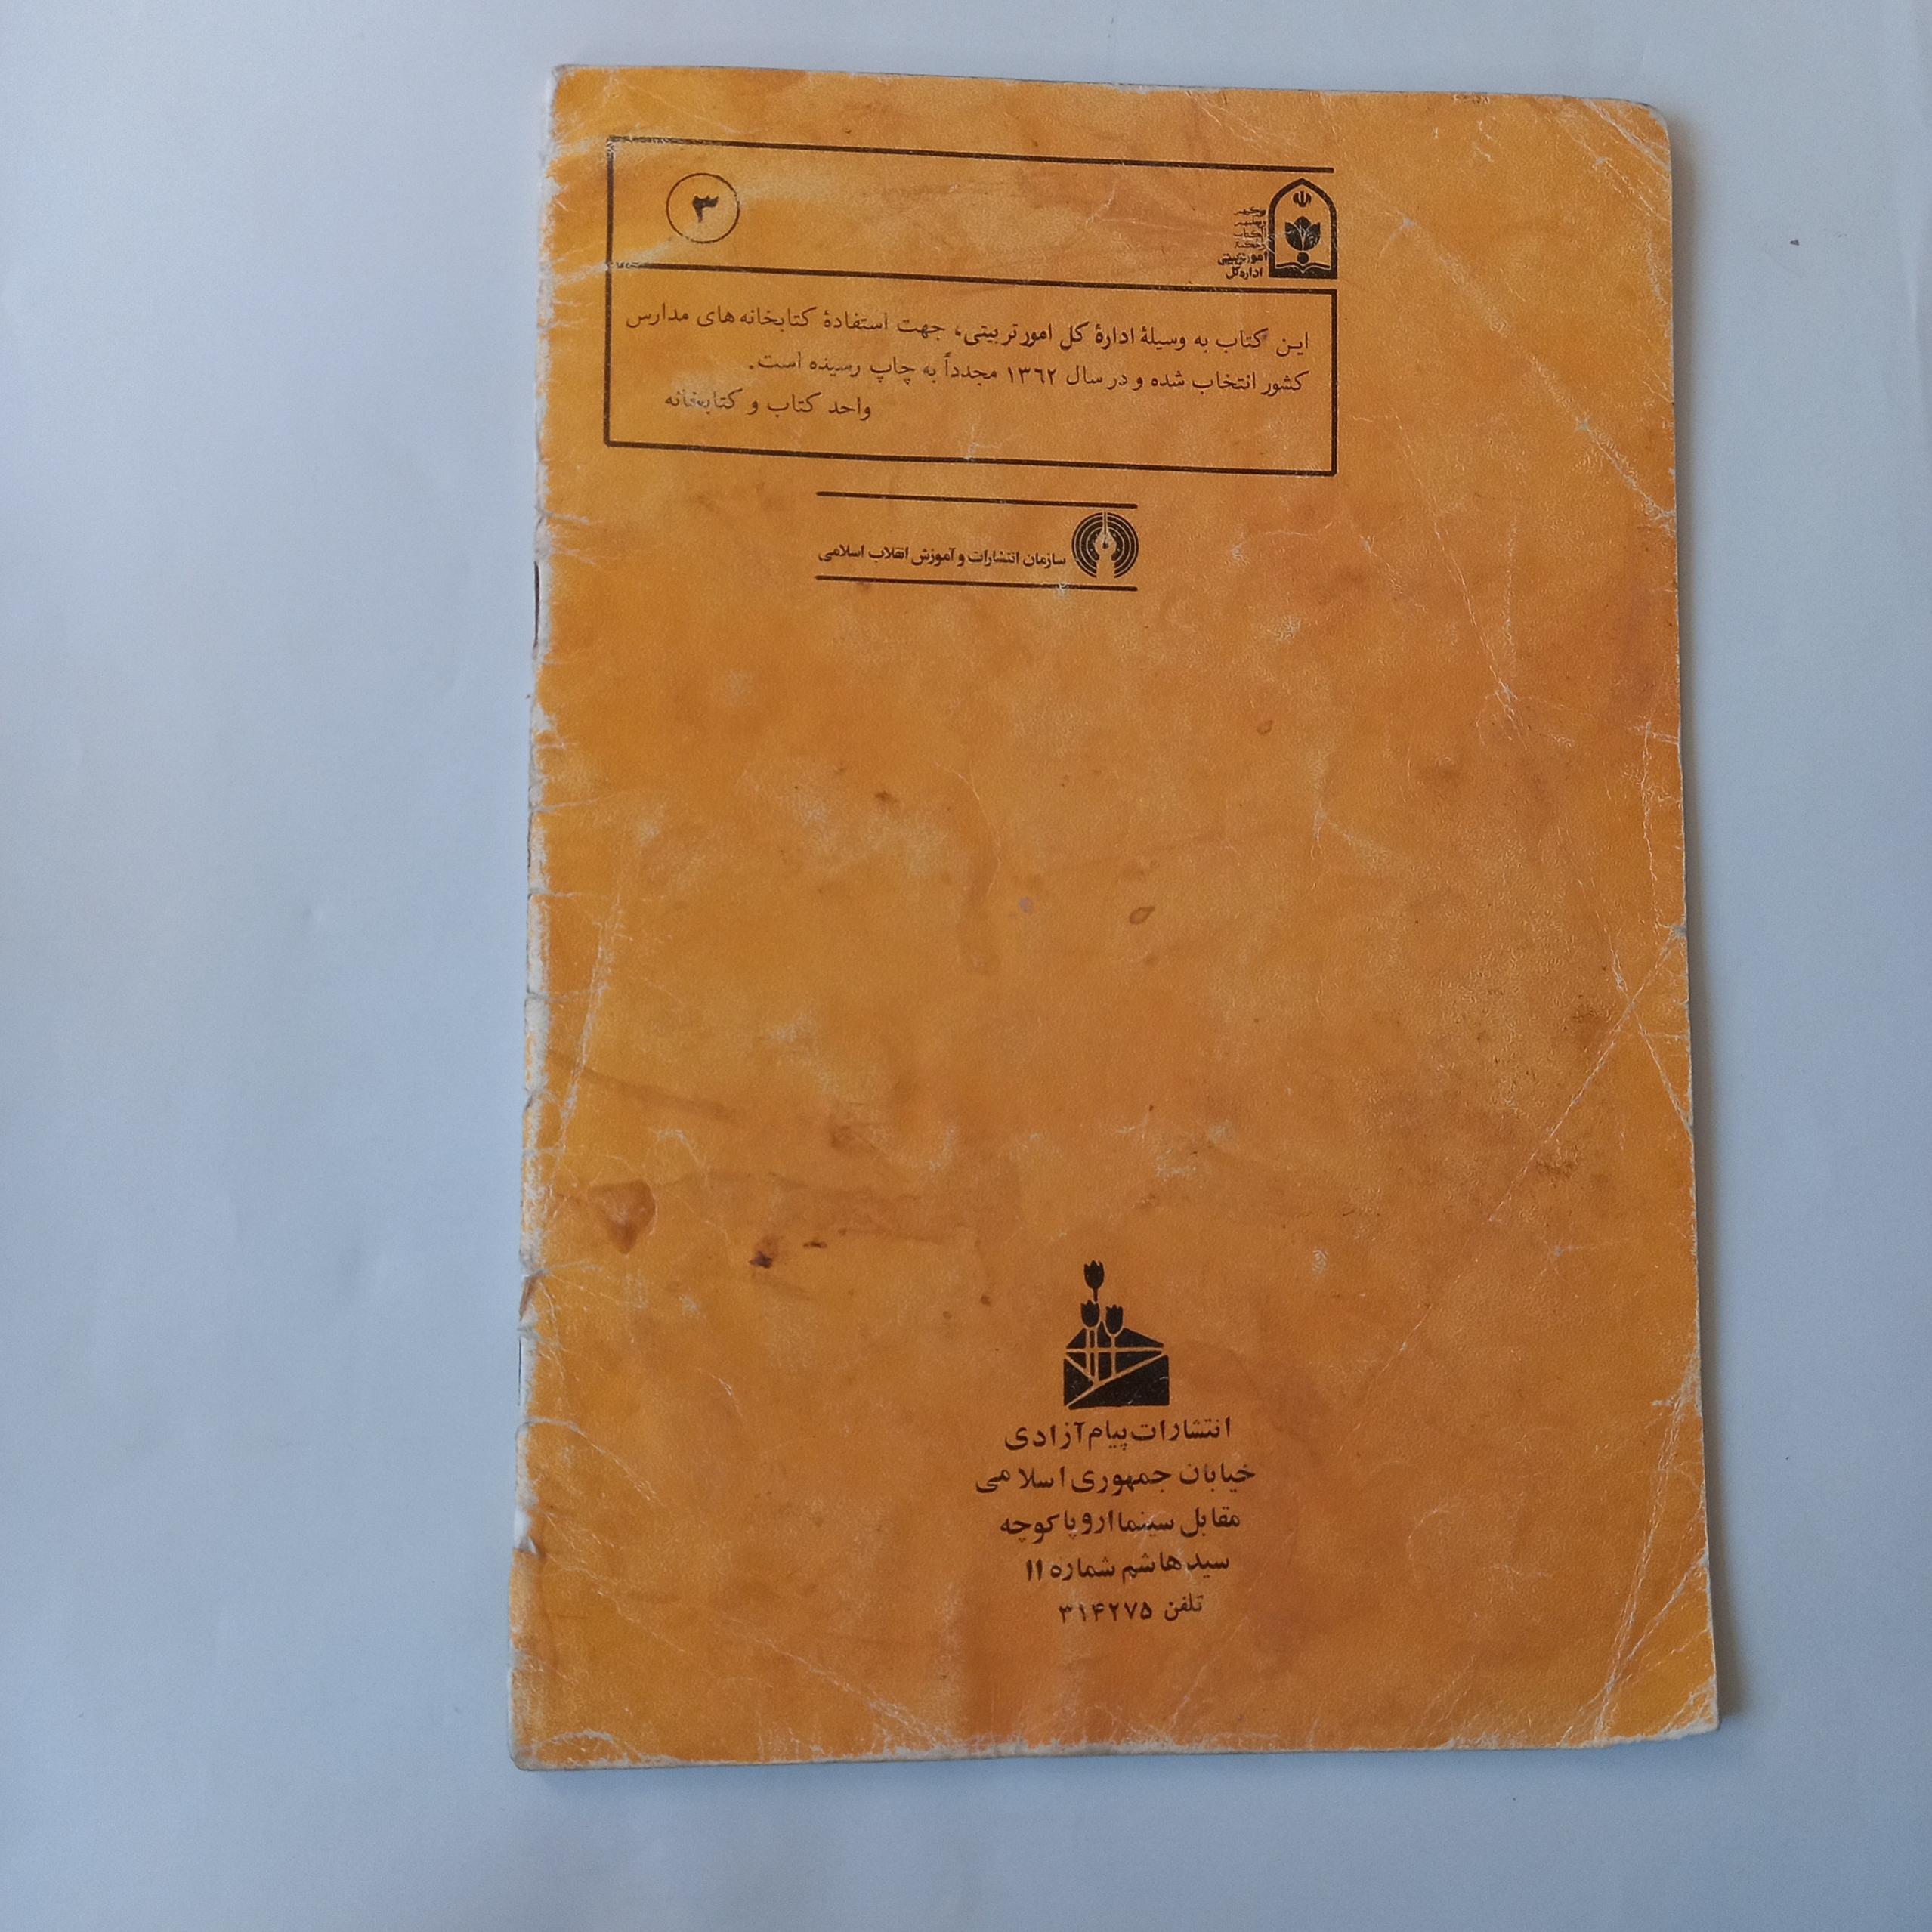 ۳
امور تربیتی
اداره کل
این کتاب به وسیلهٔ ادارهٔ کل امور تربیتی، جهت استفادهٔ کتابخانه های مدارس
کشور انتخاب شده و در سال ۱۳۶۲ مجدداً به چاپ رسیده است.
واحد کتاب و کتابخانه
سازمان انتشارات و آموزش انقلاب اسلامی
انتشارات پیام آزادی
خیابان جمهوری اسلامی
مقابل سینما اروپا کوچه
سید هاشم شماره ۱۱
تلفن ۳۱۴۲۷۵